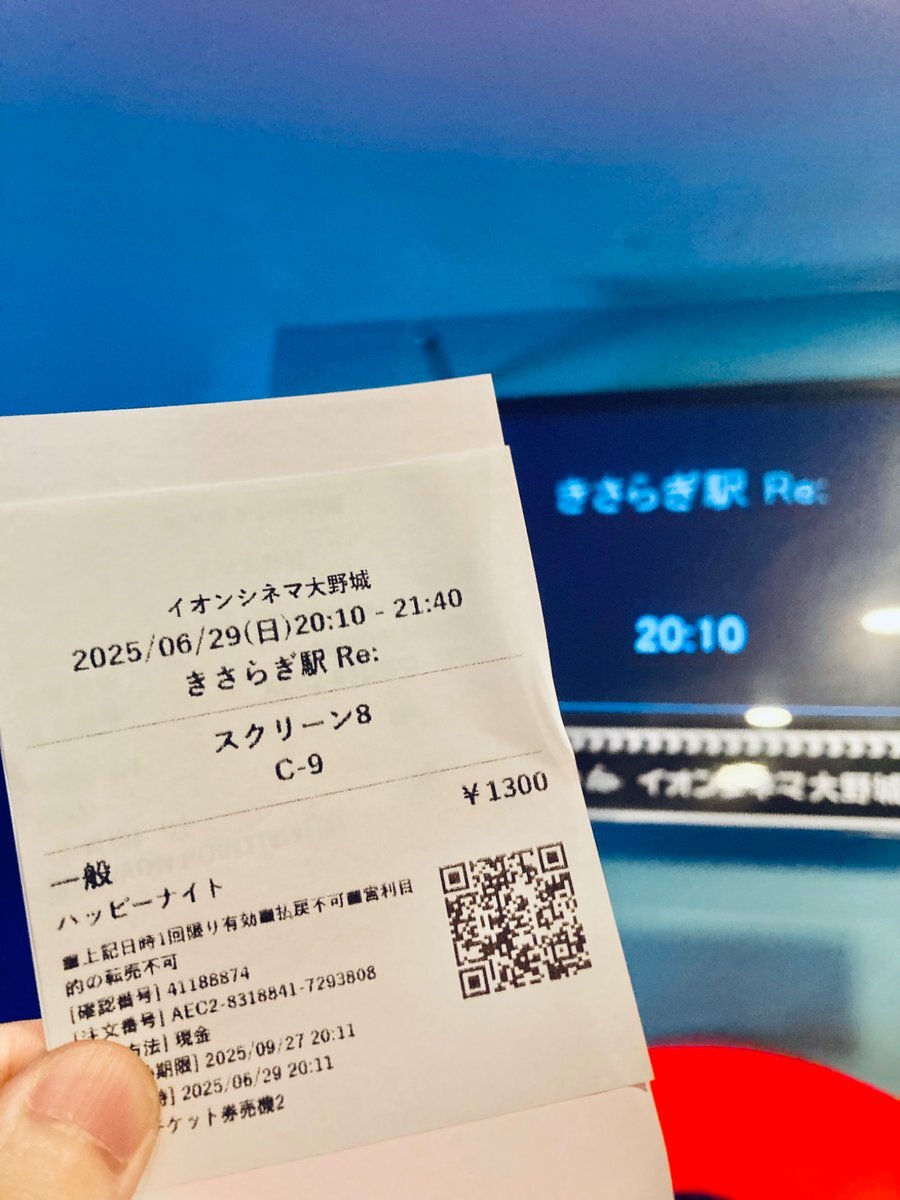 イオンシネマ大野城
2025/06/29(日)20:10 - 21:40
きさらぎ駅 Re:
スクリーン8
C-9
¥1300
一般
ハッピーナイト
■上記日時1回限り有効■払戻不可■営利目
的の転売不可
[確認番号] 41188874
[注文番号] AEC2-8318841-7293808
方法] 現金
期限] 2025/09/27 20:11
時] 2025/06/29 20:11
ケット券売機2
きさらぎ駅 Re:
20:10
イオンシネマ大野城